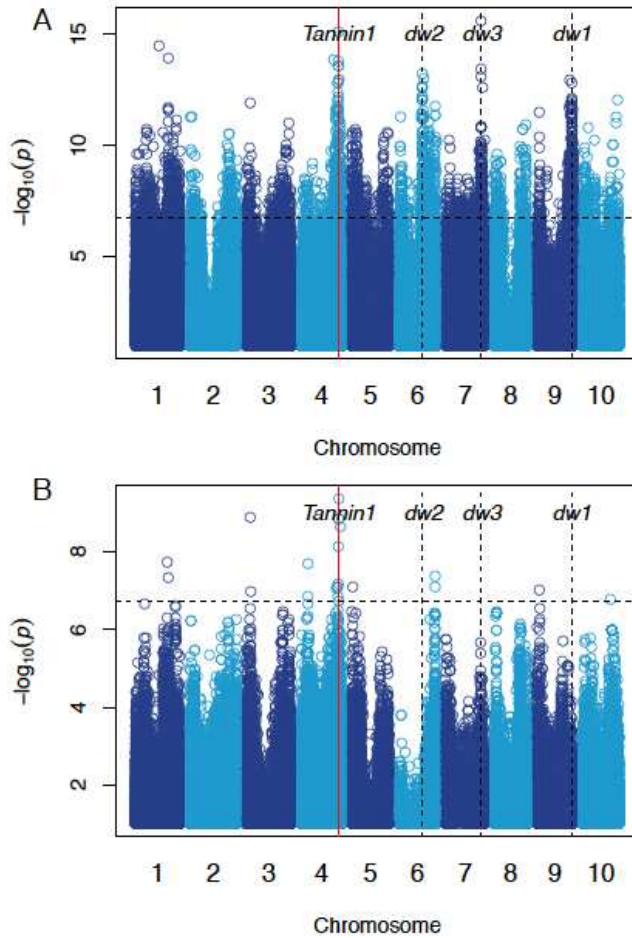 A
Tannin1 dw2 dw3 dw1
15
10
5
−log10(p)
1 2 3 4 5 6 7 8 9 10
Chromosome
B
Tannin1 dw2 dw3 dw1
8
6
4
2
−log10(p)
1 2 3 4 5 6 7 8 9 10
Chromosome